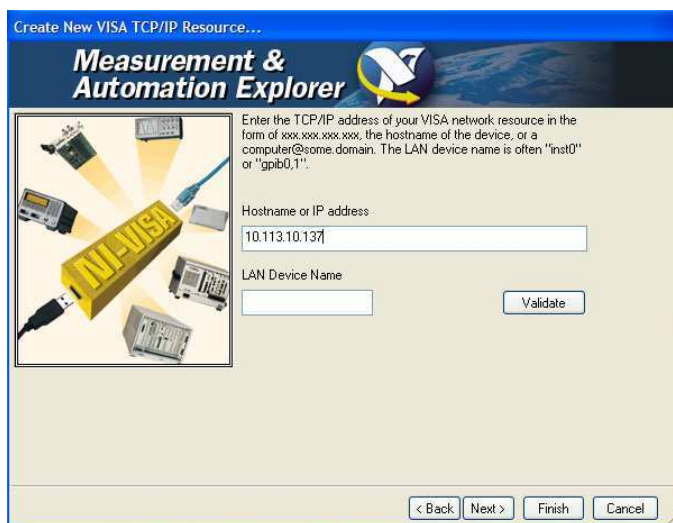 Create New VISA TCP/IP Resource...
Measurement &
Automation Explorer
Enter the TCP/IP address of your VISA network resource in the
form of xxx.xxx.xxx.xxx, the hostname of the device, or a
computer@some.domain. The LAN device name is often "inst0"
or "gpib0,1".
NI-VISA
Hostname or IP address
10.113.10.137
LAN Device Name
Validate
< Back Next > Finish Cancel